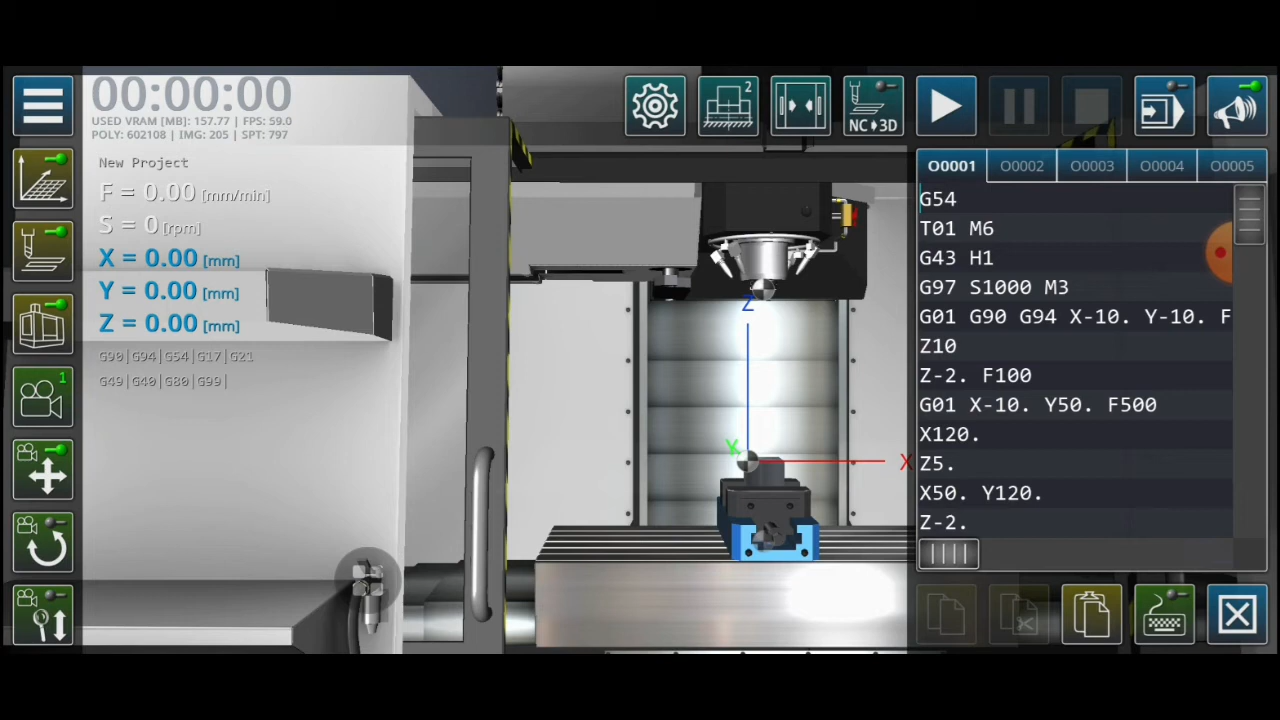 00:00:00
USED VRAM [MB]: 157.77 | FPS: 59.0
POLY: 602108 | IMG: 205 | SPT: 797
New Project
F = 0.00 [mm/min]
S = 0 [rpm]
X = 0.00 [mm]
Y = 0.00 [mm]
Z = 0.00 [mm]
G90|G94|G54|G17|G21
G49|G40|G80|G99|
1
2
NC 3D
Z
Y
X
O0001 O0002 O0003 O0004 O0005
G54
T01 M6
G43 H1
G97 S1000 M3
G01 G90 G94 X-10. Y-10. F
Z10
Z-2. F100
G01 X-10. Y50. F500
X120.
Z5.
X50. Y120.
Z-2.